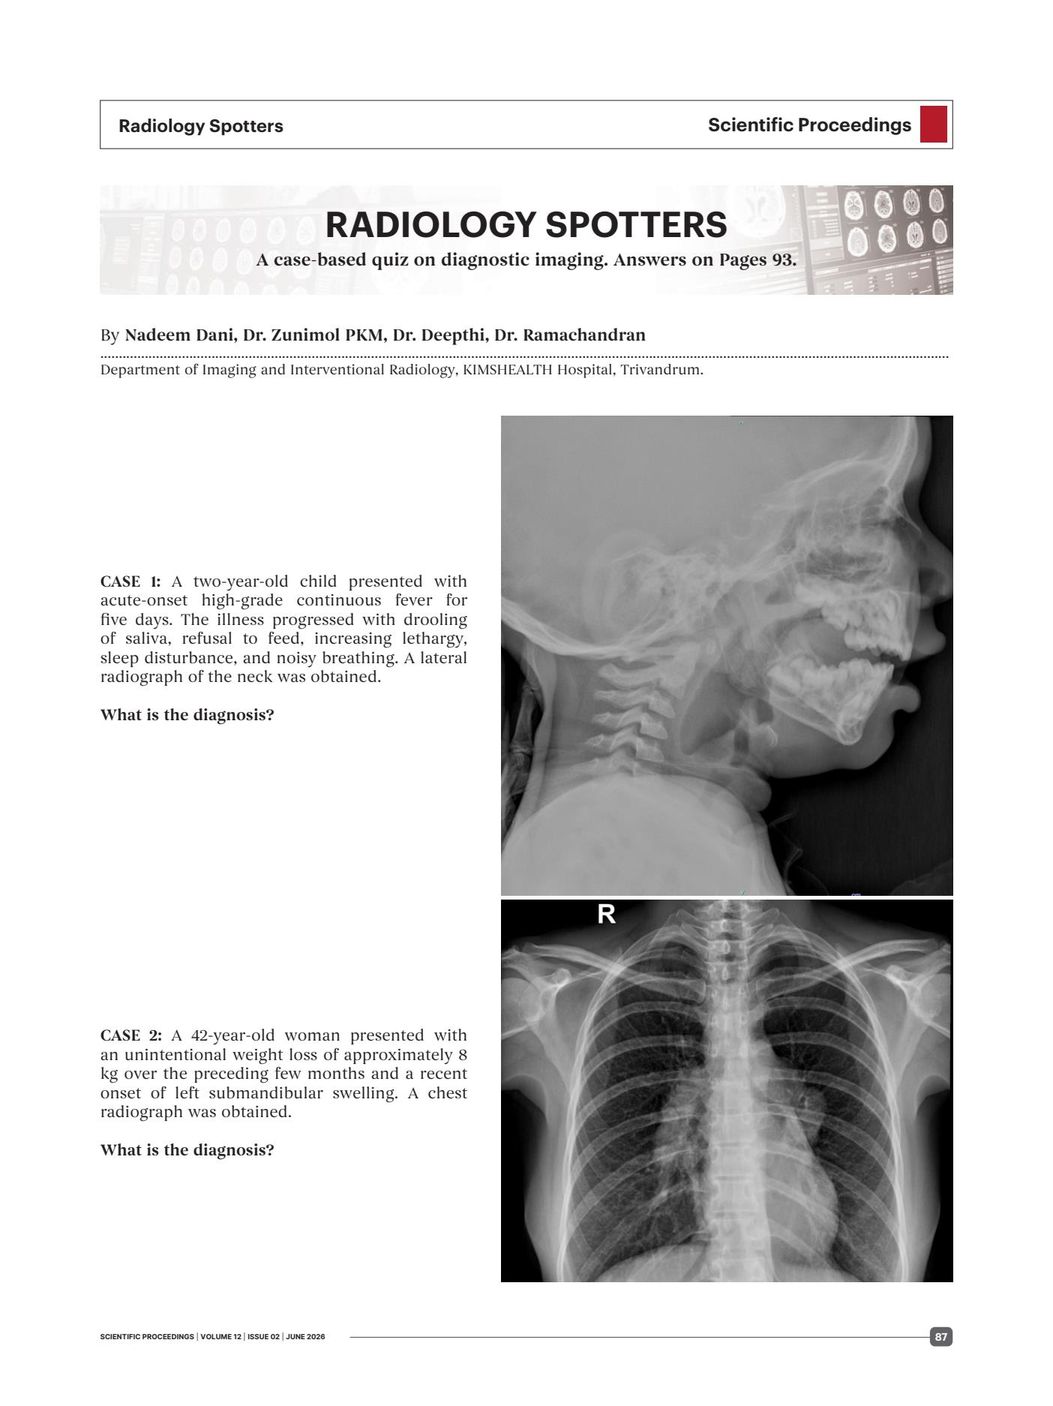 Radiology Spotters
Scientific Proceedings
RADIOLOGY SPOTTERS
A case-based quiz on diagnostic imaging. Answers on Pages 93.
By Nadeem Dani, Dr. Zunimol PKM, Dr. Deepthi, Dr. Ramachandran
Department of Imaging and Interventional Radiology, KIMSHEALTH Hospital, Trivandrum.
CASE 1: A two-year-old child presented with
acute-onset high-grade continuous fever for
five days. The illness progressed with drooling
of saliva, refusal to feed, increasing lethargy,
sleep disturbance, and noisy breathing. A lateral
radiograph of the neck was obtained.
What is the diagnosis?
R
CASE 2: A 42-year-old woman presented with
an unintentional weight loss of approximately 8
kg over the preceding few months and a recent
onset of left submandibular swelling. A chest
radiograph was obtained.
What is the diagnosis?
SCIENTIFIC PROCEEDINGS | VOLUME 12 | ISSUE 02 | JUNE 2026
87